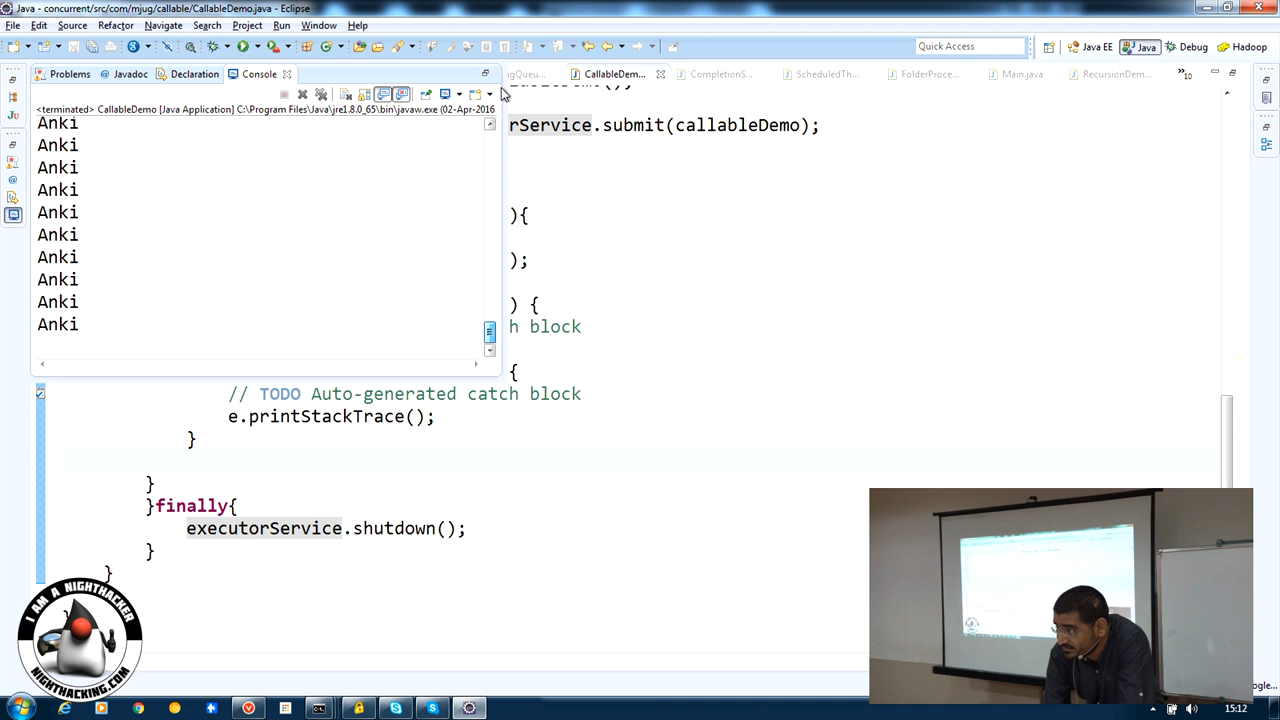 Java - concurrent/src/com/mjug/callable/CallableDemo.java - Eclipse
File Edit Source Refactor Navigate Search Project Run Window Help
Quick Access
Java EE Java Debug Hadoop
Problems Javadoc Declaration Console
CallableDem... CompletionS... ScheduledTh... FolderProce... Main.java RecursionDem... 10
<terminated> CallableDemo [Java Application] C:\Program Files\Java\jre1.8.0_65\bin\javaw.exe (02-Apr-2016
Anki
Anki
Anki
Anki
Anki
Anki
Anki
Anki
Anki
Anki
rService.submit(callableDemo);
){
);
) {
h block
{
// TODO Auto-generated catch block
e.printStackTrace();
}
}
}finally{
executorService.shutdown();
}
}
I AM A NIGHTHACKER
NIGHTHACKING.COM
15:12